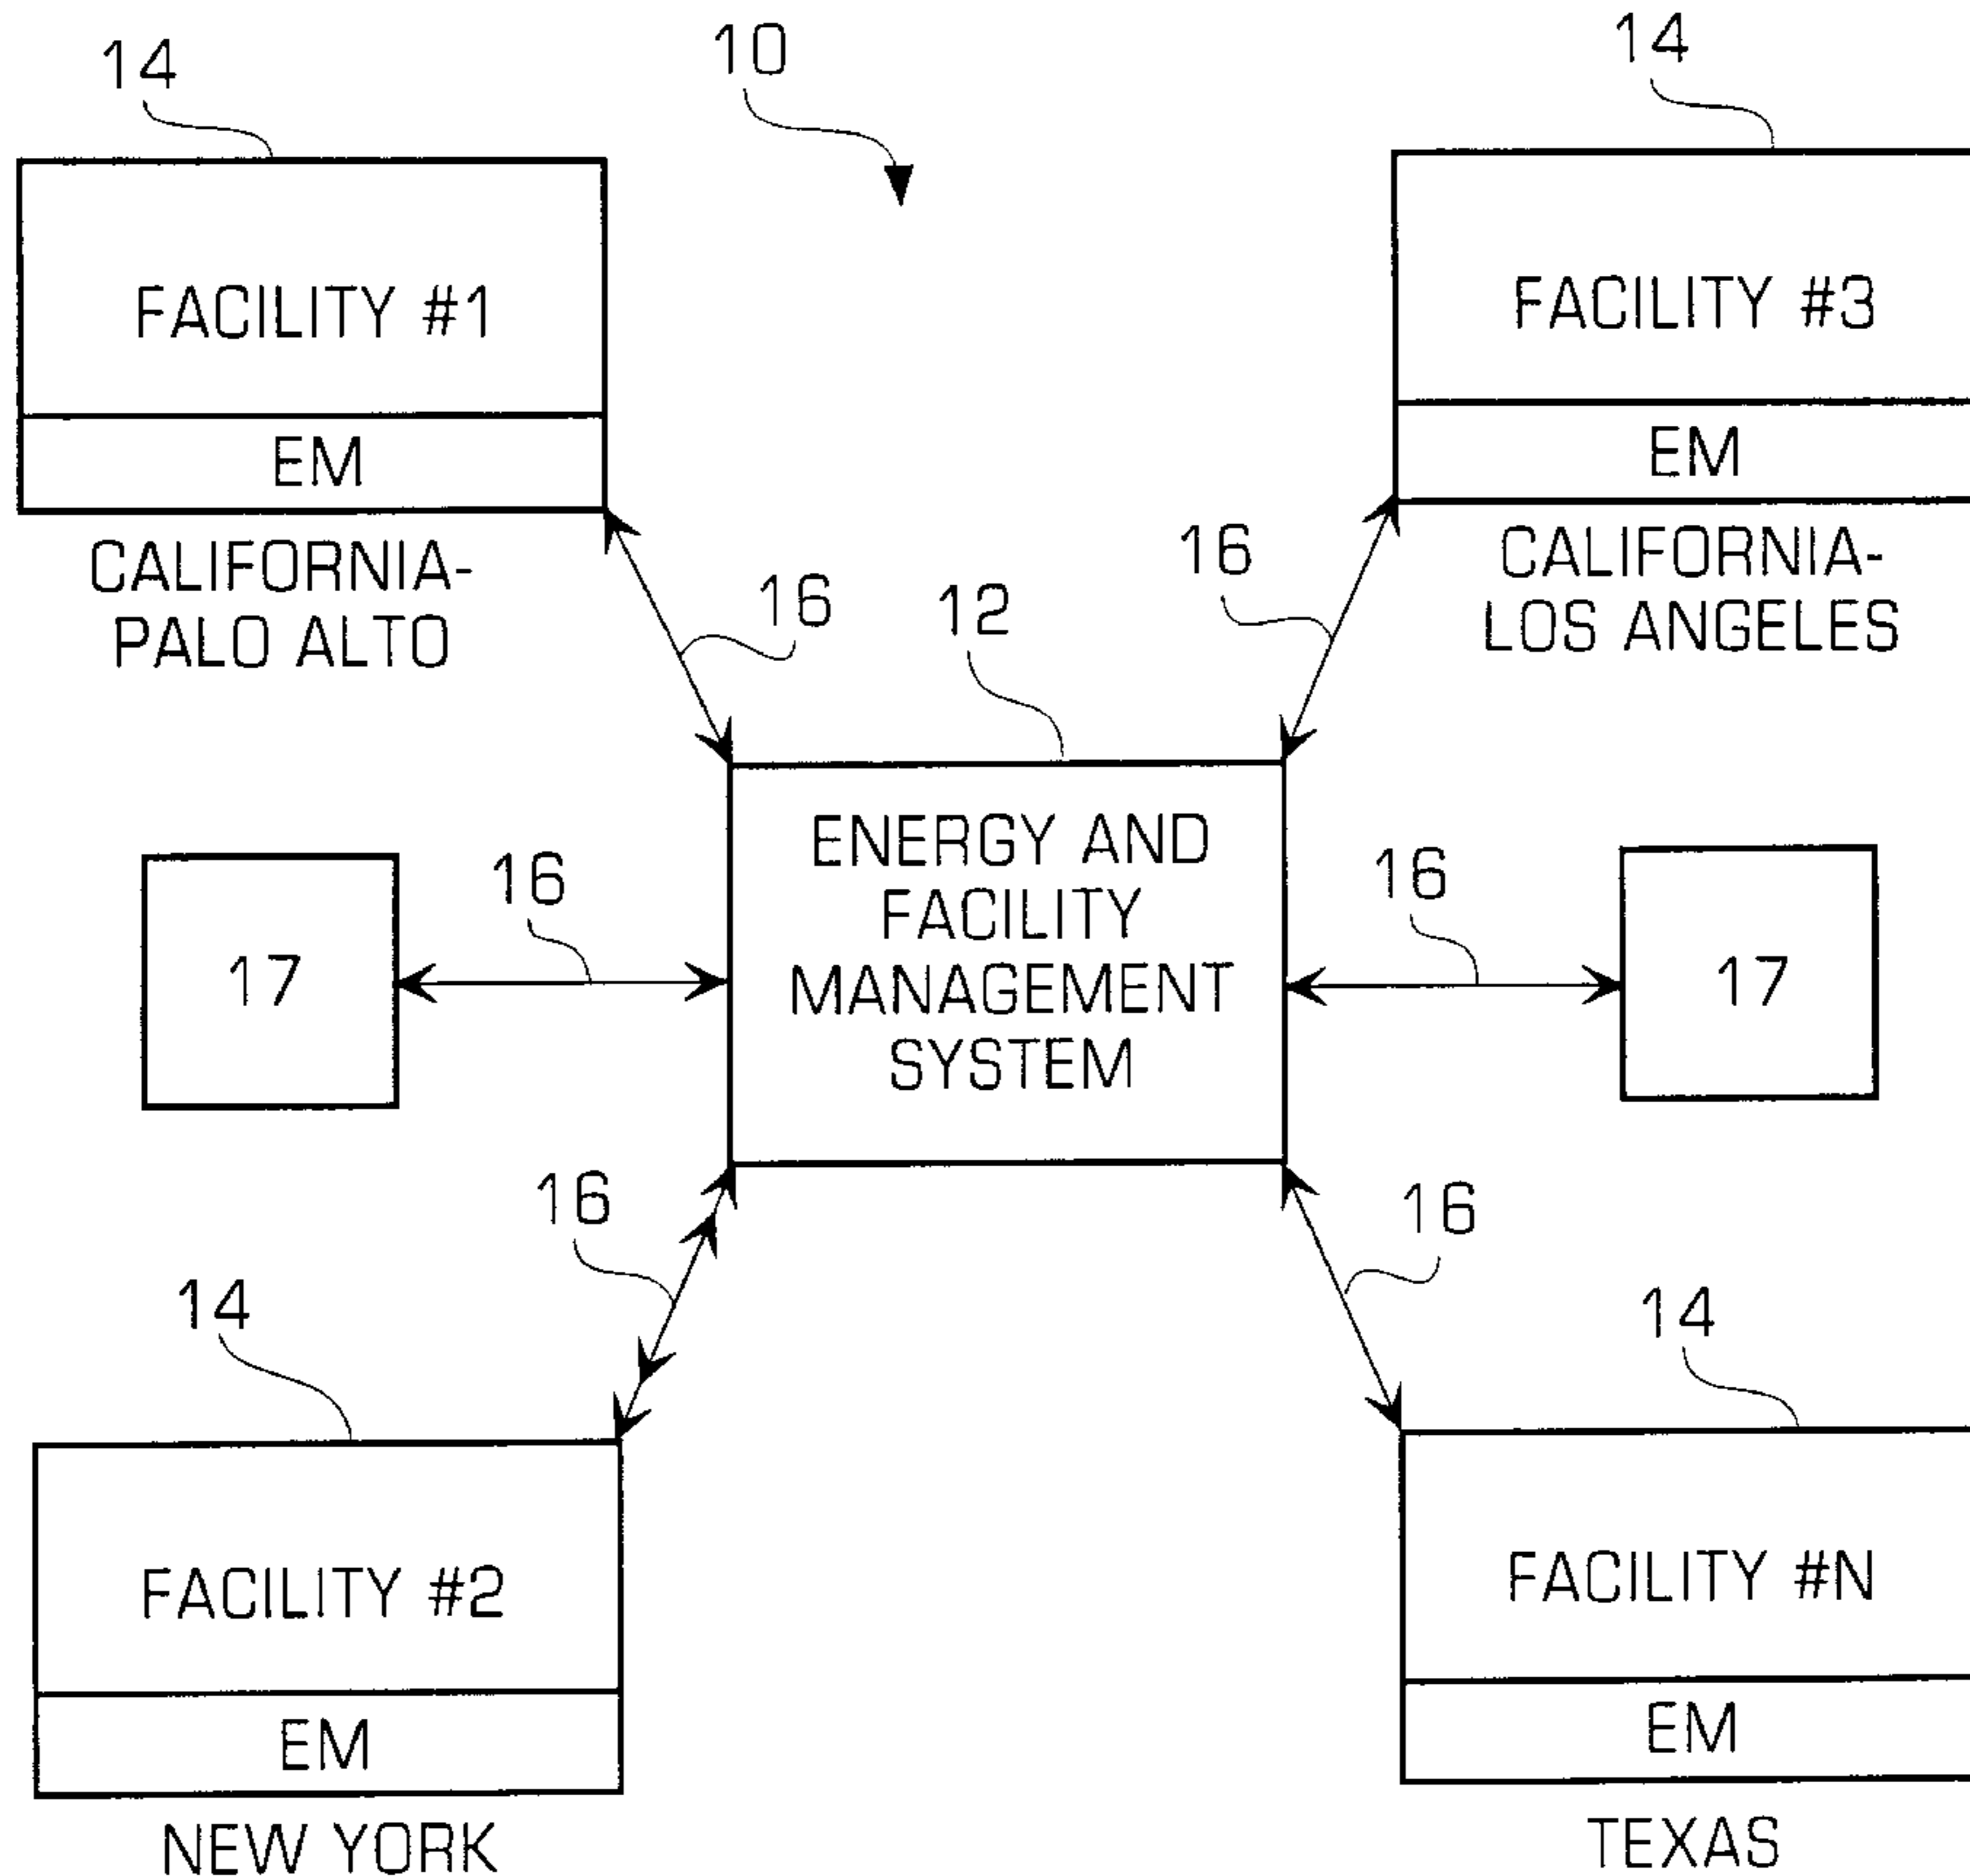 10
14
14
FACILITY #1
EM
CALIFORNIA-
PALO ALTO
FACILITY #3
EM
CALIFORNIA-
LOS ANGELES
16
16
12
ENERGY AND
FACILITY
MANAGEMENT
SYSTEM
16
17
16
17
16
16
14
FACILITY #2
EM
NEW YORK
14
FACILITY #N
EM
TEXAS